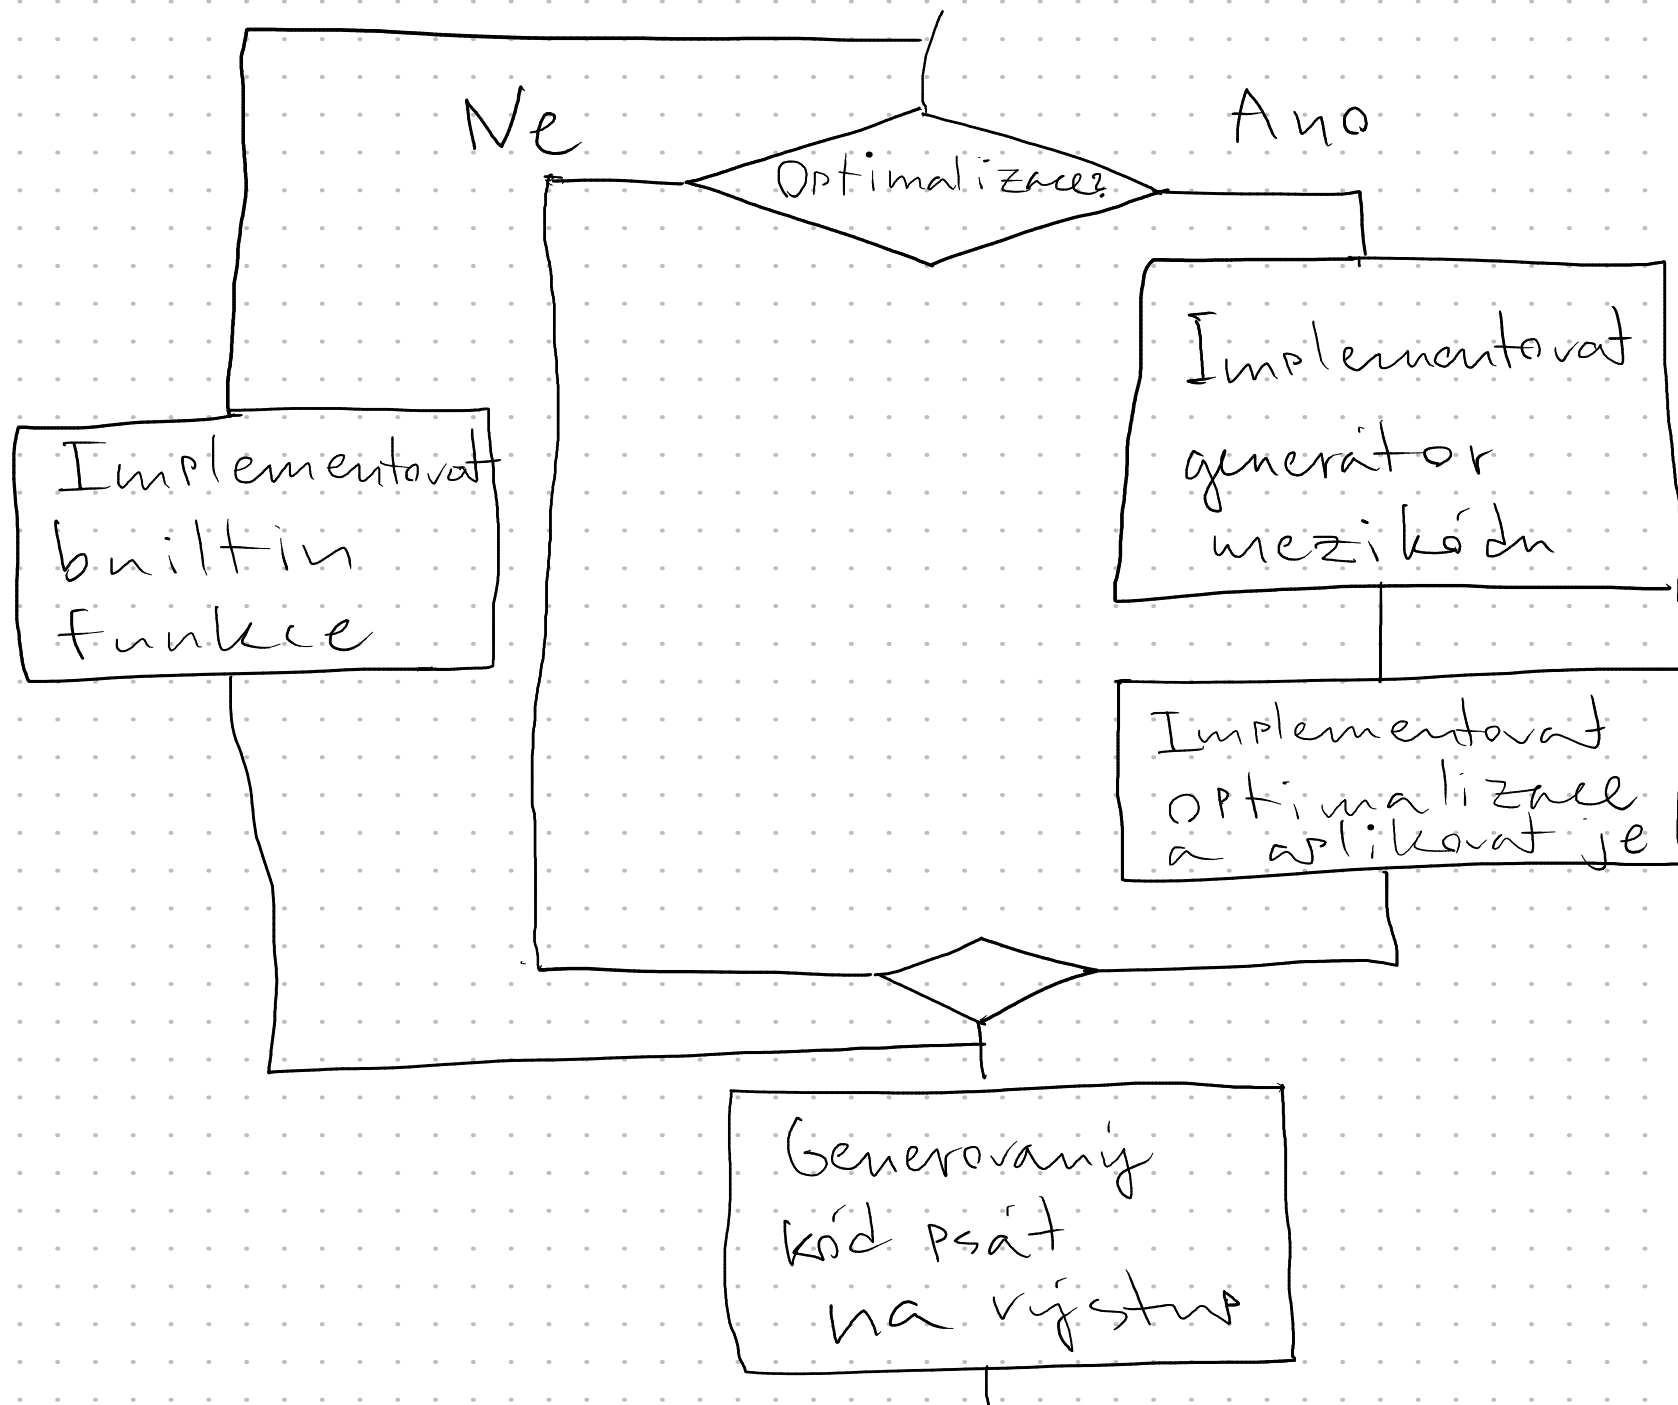 Ne
Ano
Optimalizace?
Implementovat
generátor
mezikódu
Implementovat
builtin
funkce
Implementovat
optimalizace
a aplikovat je
Generovaný
kód psát
na výstup